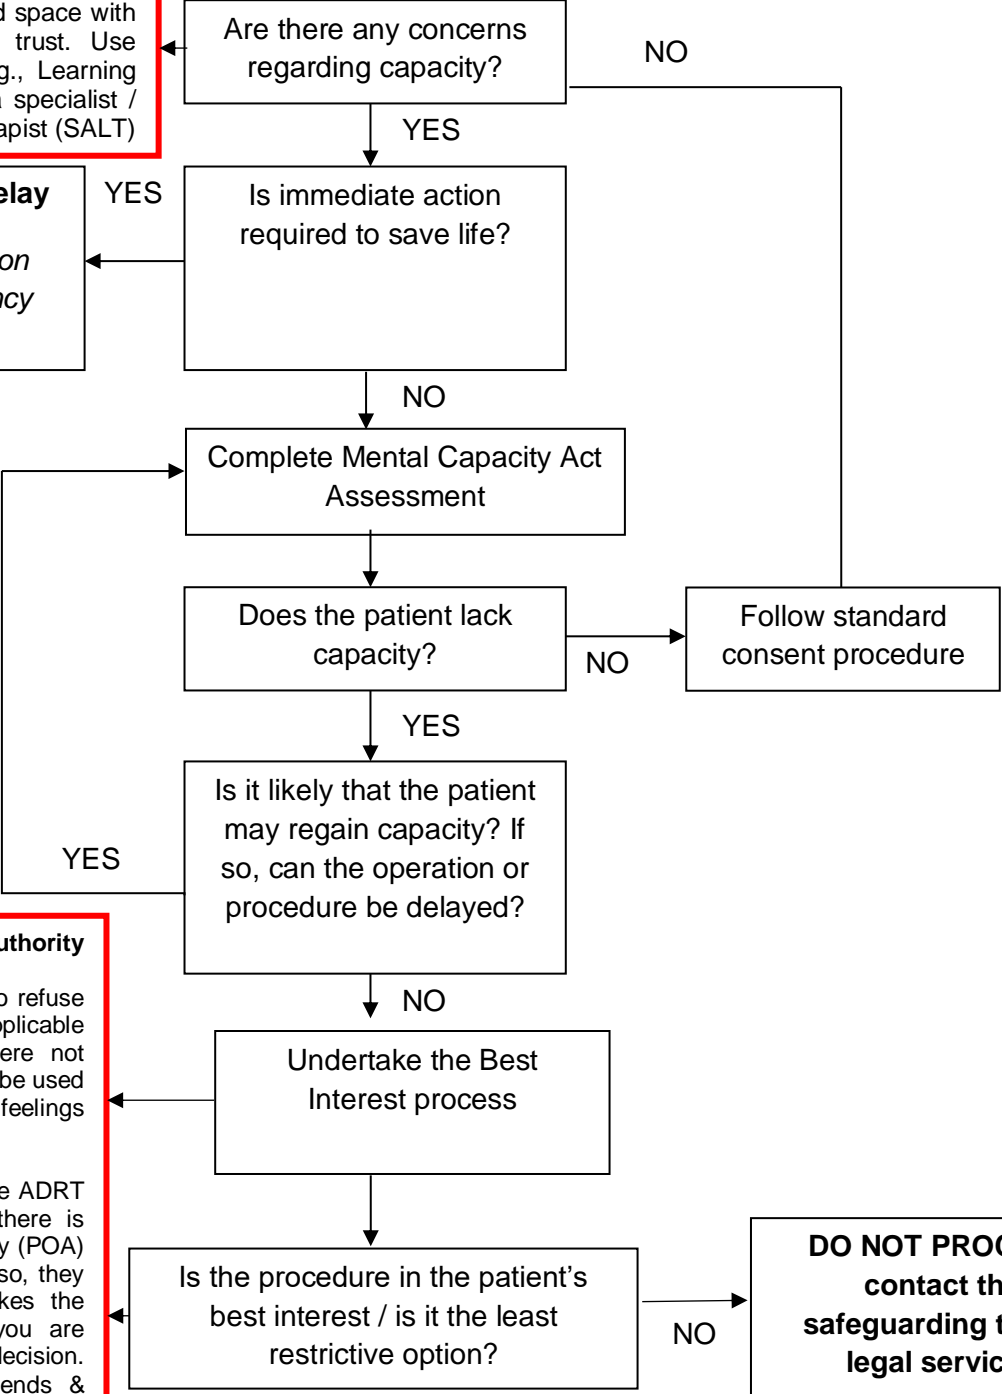 d space with
trust. Use
g., Learning
specialist /
apist (SALT)
Are there any concerns
regarding capacity?
NO
YES
elay
on
ncy
YES
Is immediate action
required to save life?
NO
Complete Mental Capacity Act
Assessment
Does the patient lack
capacity?
NO
Follow standard
consent procedure
YES
Is it likely that the patient
may regain capacity? If
so, can the operation or
procedure be delayed?
YES
NO
uthority
o refuse
pplicable
ere not
be used
feelings
Undertake the Best
Interest process
e ADRT
there is
y (POA)
so, they
kes the
you are
decision.
ends &
Is the procedure in the patient's
best interest / is it the least
restrictive option?
NO
DO NOT PROC
contact th
safeguarding t
legal servic